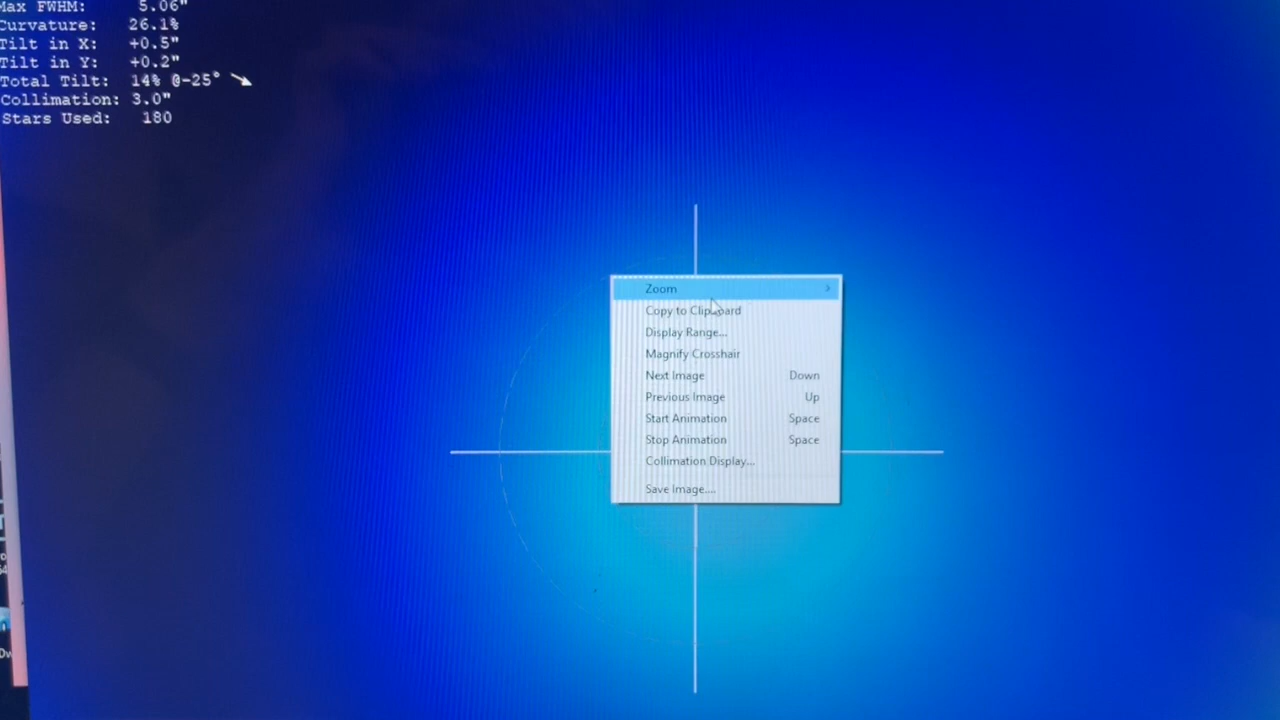 Max FWHM: 5.06"
Curvature: 26.1%
Tilt in X: +0.5"
Tilt in Y: +0.2"
Total Tilt: 14% @-25°
Collimation: 3.0"
Stars Used: 180
Zoom
Copy to Clipboard
Display Range...
Magnify Crosshair
Next Image Down
Previous Image Up
Start Animation Space
Stop Animation Space
Collimation Display...
Save Image....